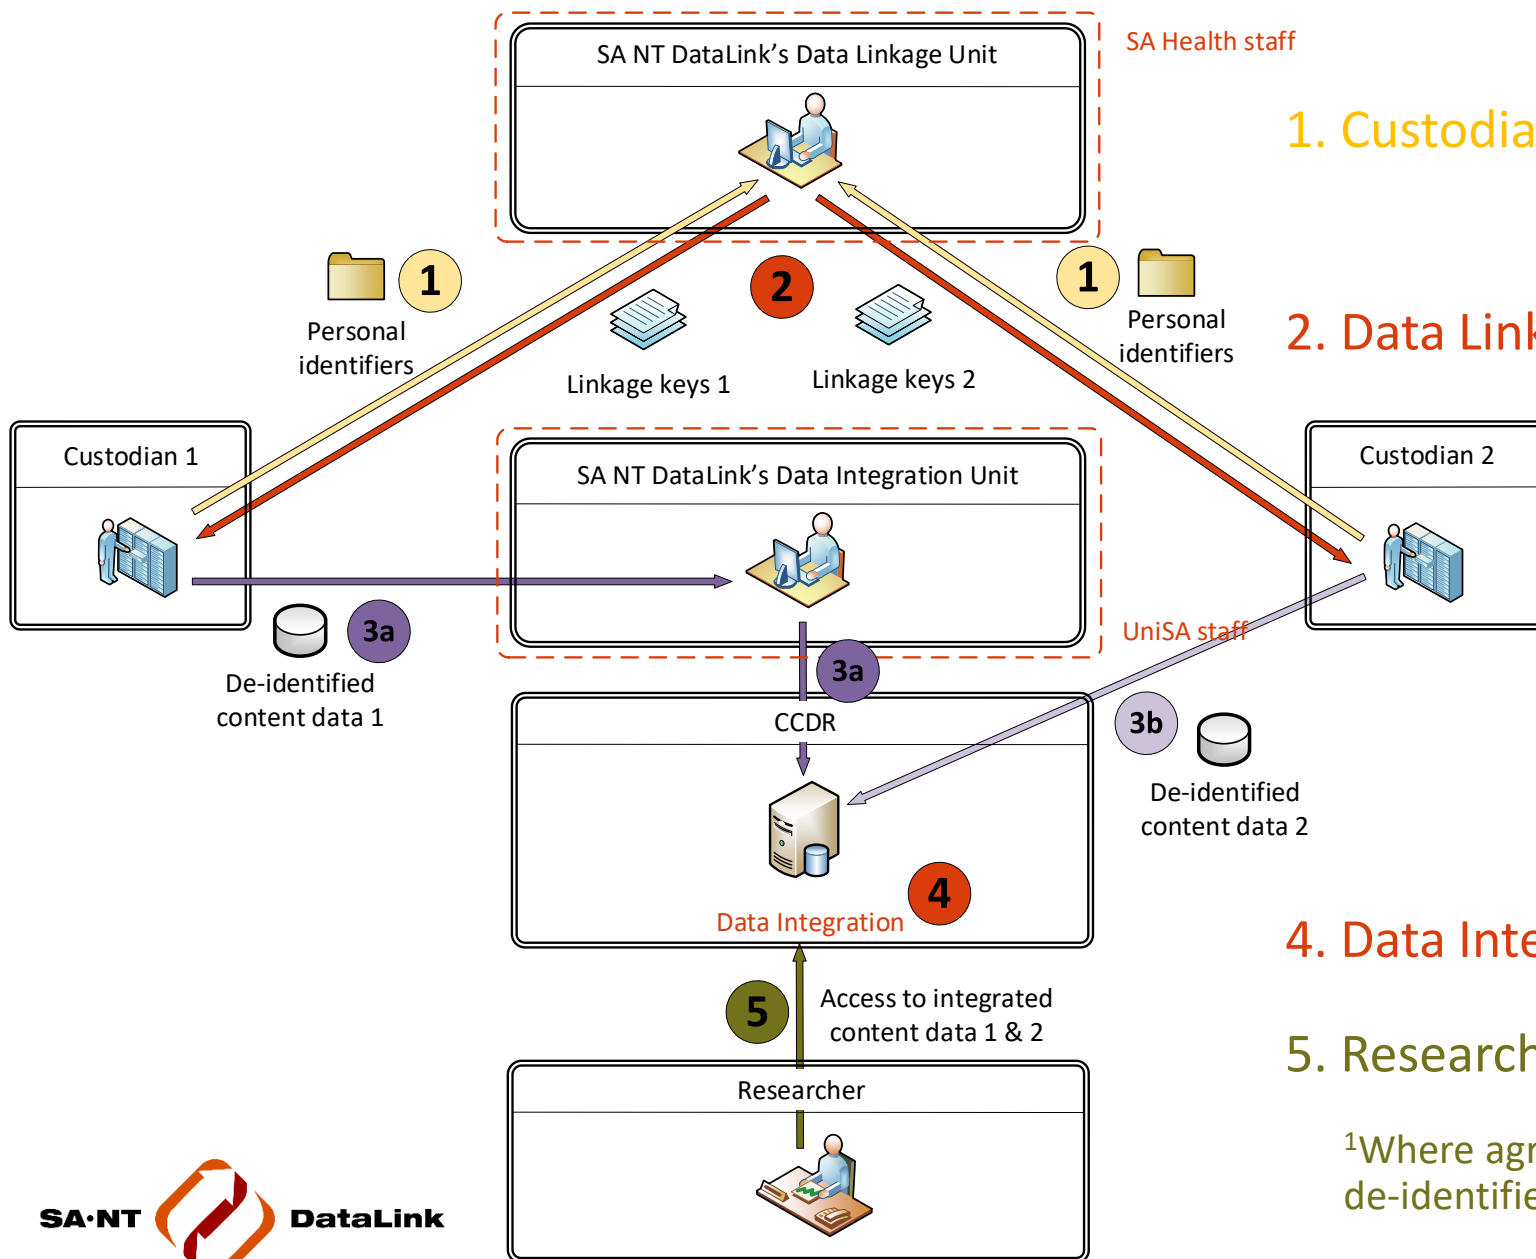 SA NT DataLink's Data Linkage Unit
SA Health staff
1. Custodia
1
2
1
Personal
identifiers
Linkage keys 1
Linkage keys 2
Personal
identifiers
2. Data Link
Custodian 1
SA NT DataLink's Data Integration Unit
Custodian 2
3a
De-identified
content data 1
UniSA staff
3a
CCDR
3b
De-identified
content data 2
4
Data Integration
4. Data Inte
5
Access to integrated
content data 1 & 2
5. Research
Researcher
¹Where agr
de-identifie
SA·NT DataLink